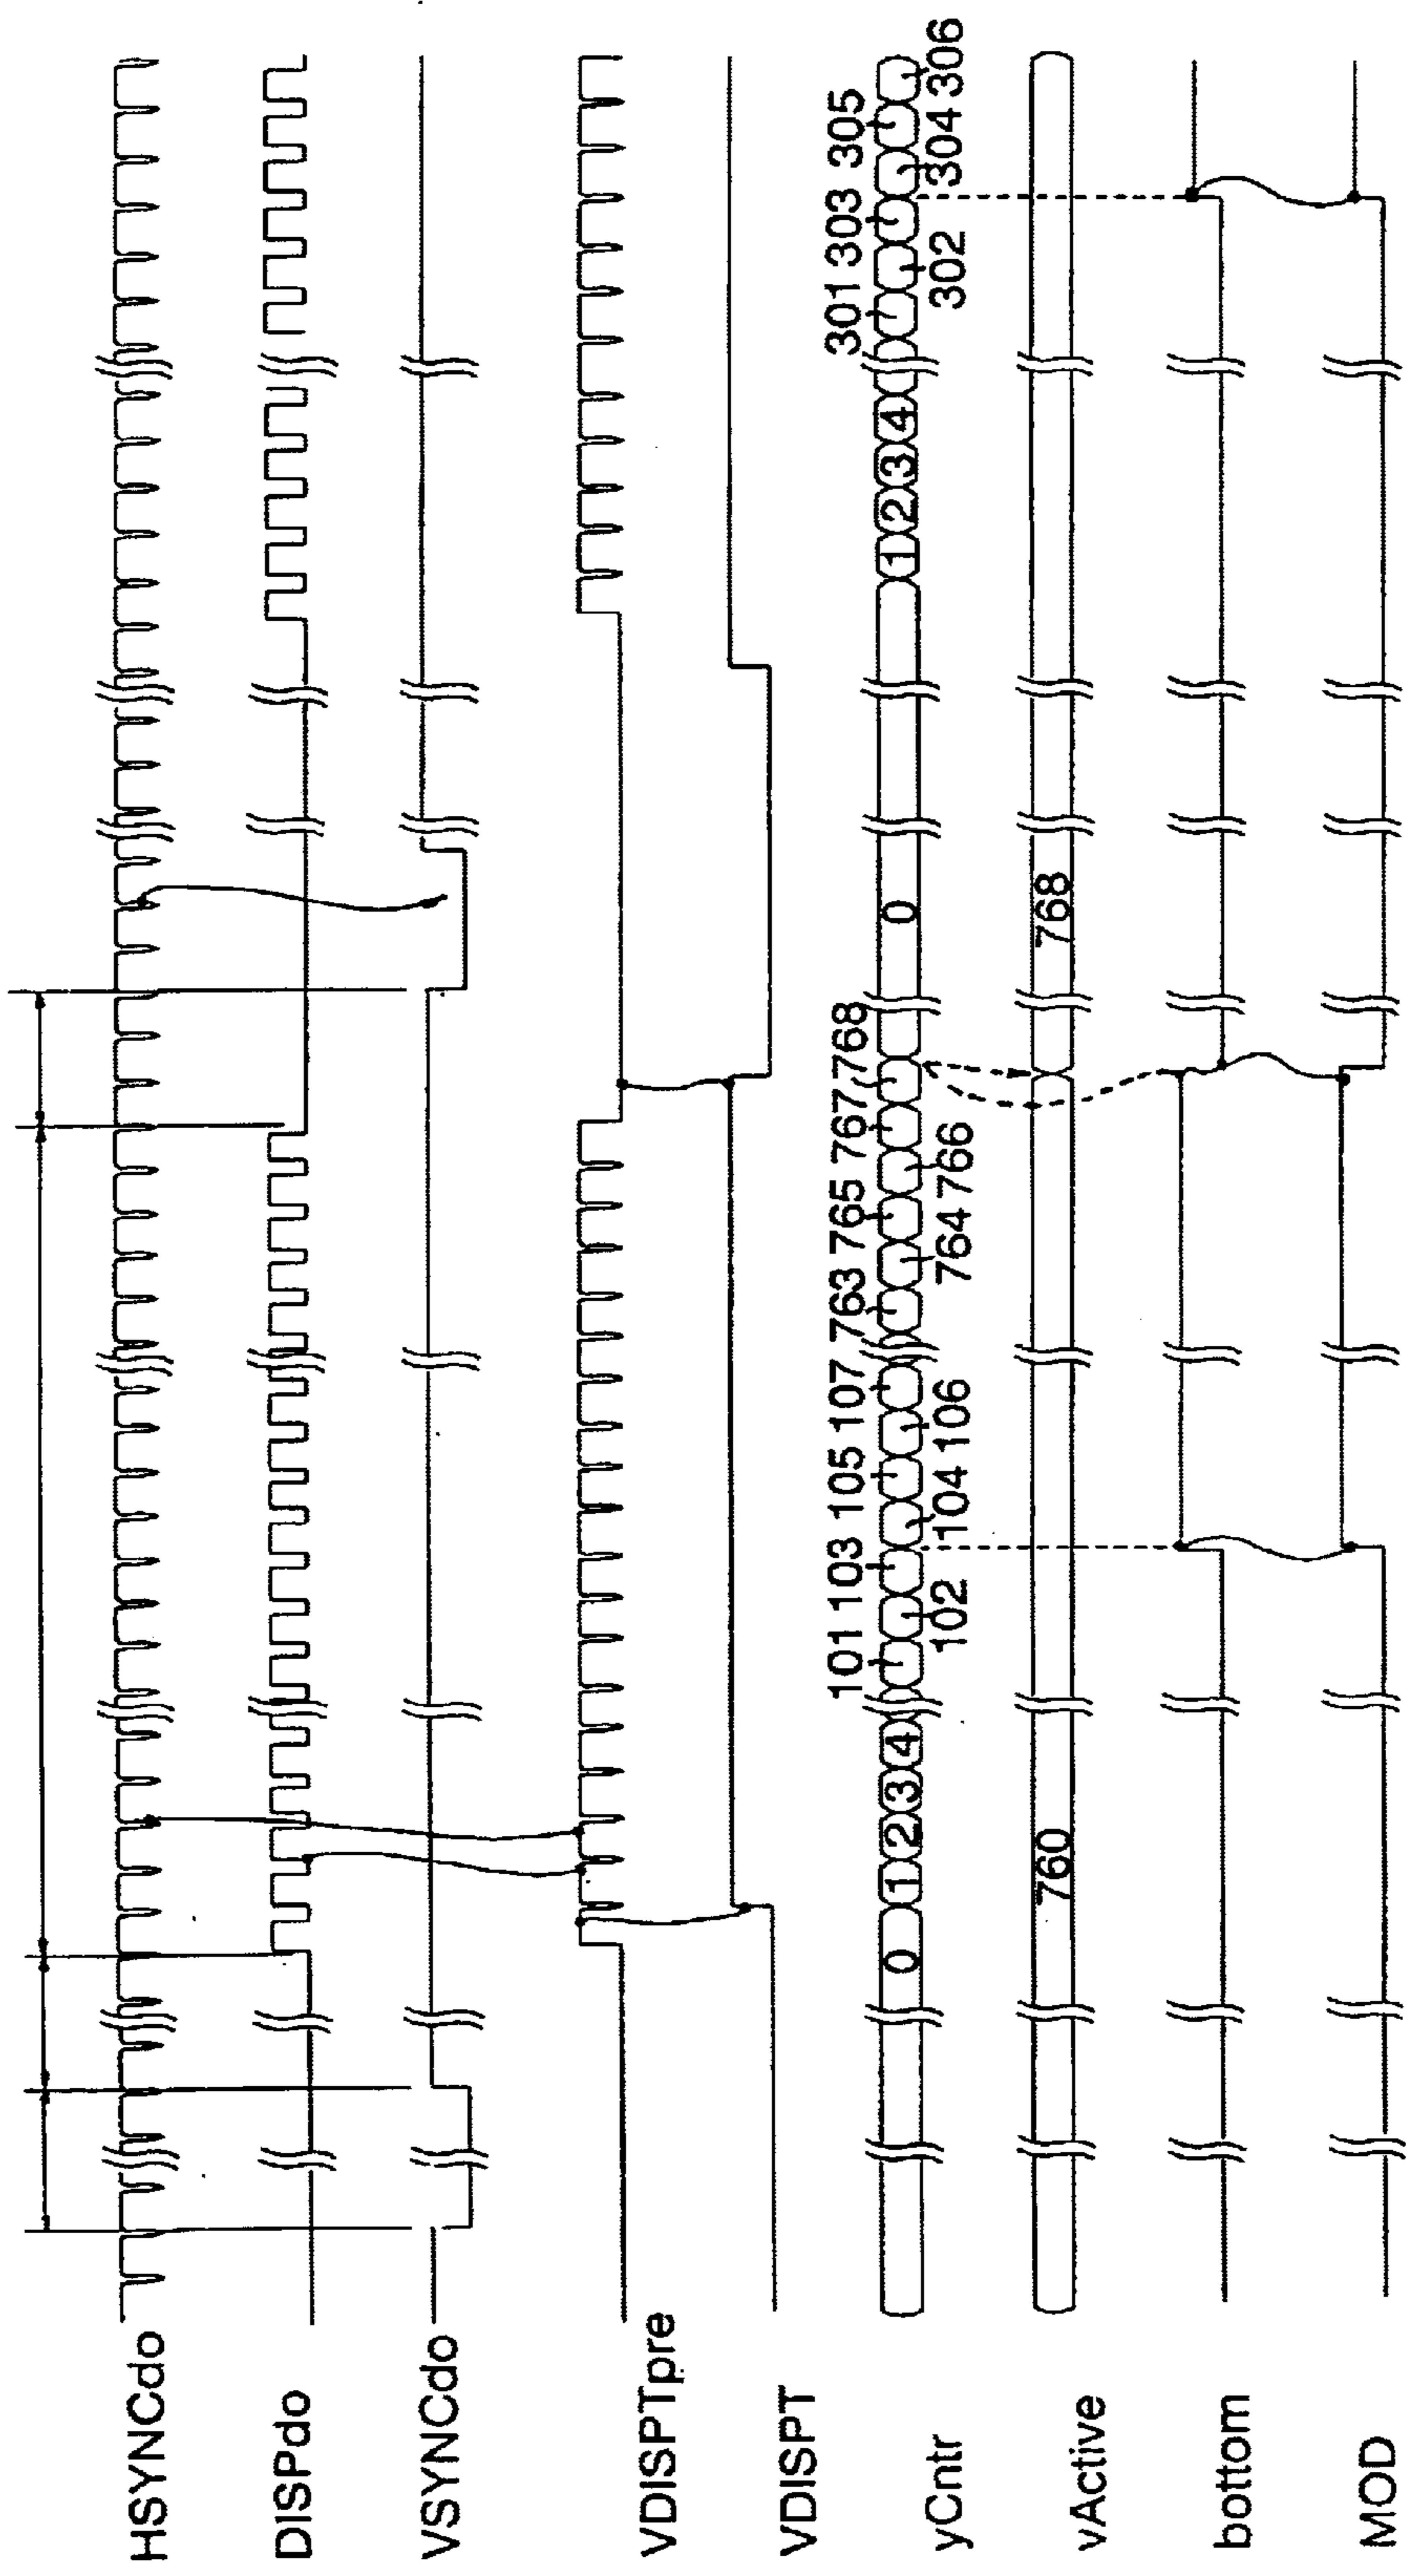 HSYNCdo
DISPdo
VSYNCdo
VDISPTpre
VDISPT
yCntr 0 1 2 3 4 101 102 103 104 105 106 107 763 764 765 766 767 768 0 1 2 3 4 301 302 303 304 305 306
vActive 760 768
bottom
MOD